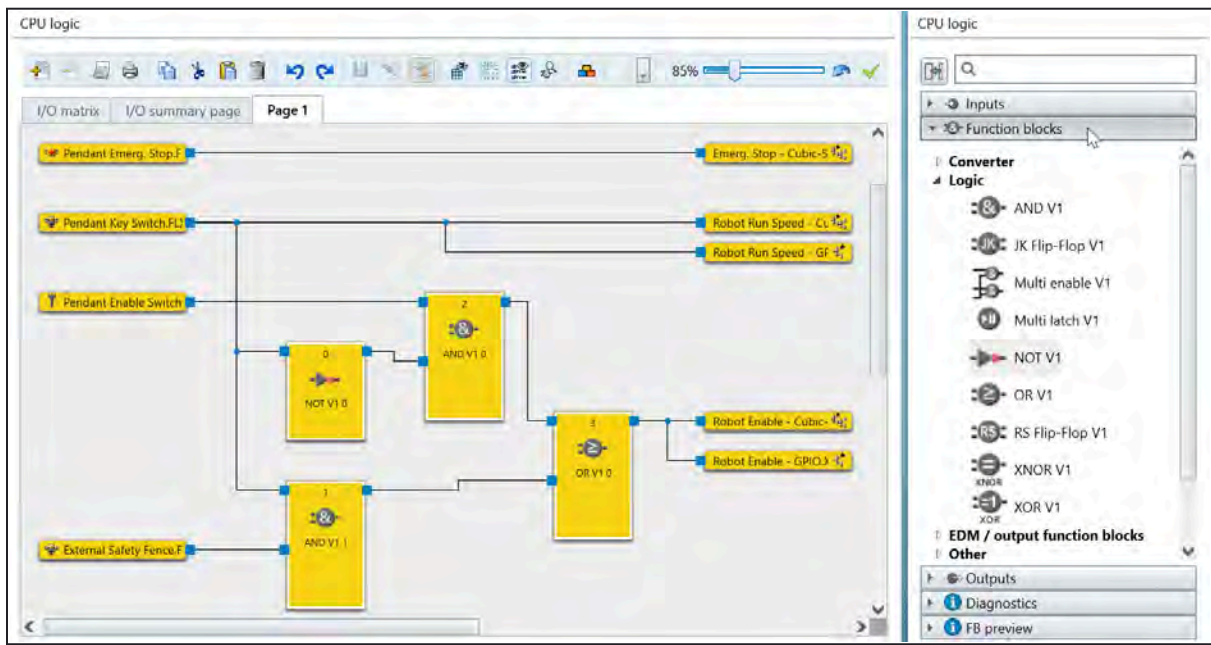 CPU logic
85%
I/O matrix
I/O summary page
Page 1
Pendant Emerg. Stop.F
Emerg. Stop - Cubic-S
Pendant Key Switch.FL
Robot Run Speed - Cu
Robot Run Speed - GP
Pendant Enable Switch
2
&
AND V1 0
0
NOT V1 0
Robot Enable - Cubic-
3
≥
OR V1 0
Robot Enable - GPIO.
1
&
AND V1 1
External Safety Fence.F
CPU logic
Inputs
Function blocks
Converter
Logic
& AND V1
JK JK Flip-Flop V1
Multi enable V1
Multi latch V1
NOT V1
≥ OR V1
RS RS Flip-Flop V1
= XNOR V1
XNOR
=1 XOR V1
XOR
EDM / output function blocks
Other
Outputs
Diagnostics
FB preview